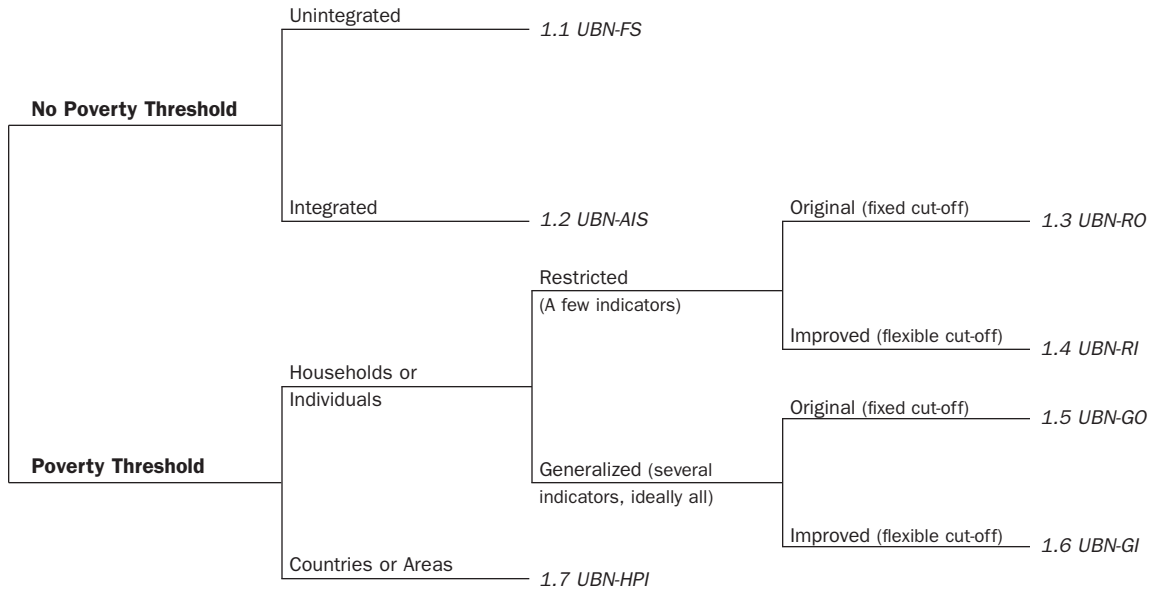 Unintegrated
1.1 UBN-FS
No Poverty Threshold
Integrated
1.2 UBN-AIS
Original (fixed cut-off)
1.3 UBN-RO
Restricted
(A few indicators)
Improved (flexible cut-off)
1.4 UBN-RI
Households or
Individuals
Original (fixed cut-off)
1.5 UBN-GO
Poverty Threshold
Generalized (several
indicators, ideally all)
Improved (flexible cut-off)
1.6 UBN-GI
Countries or Areas
1.7 UBN-HPI